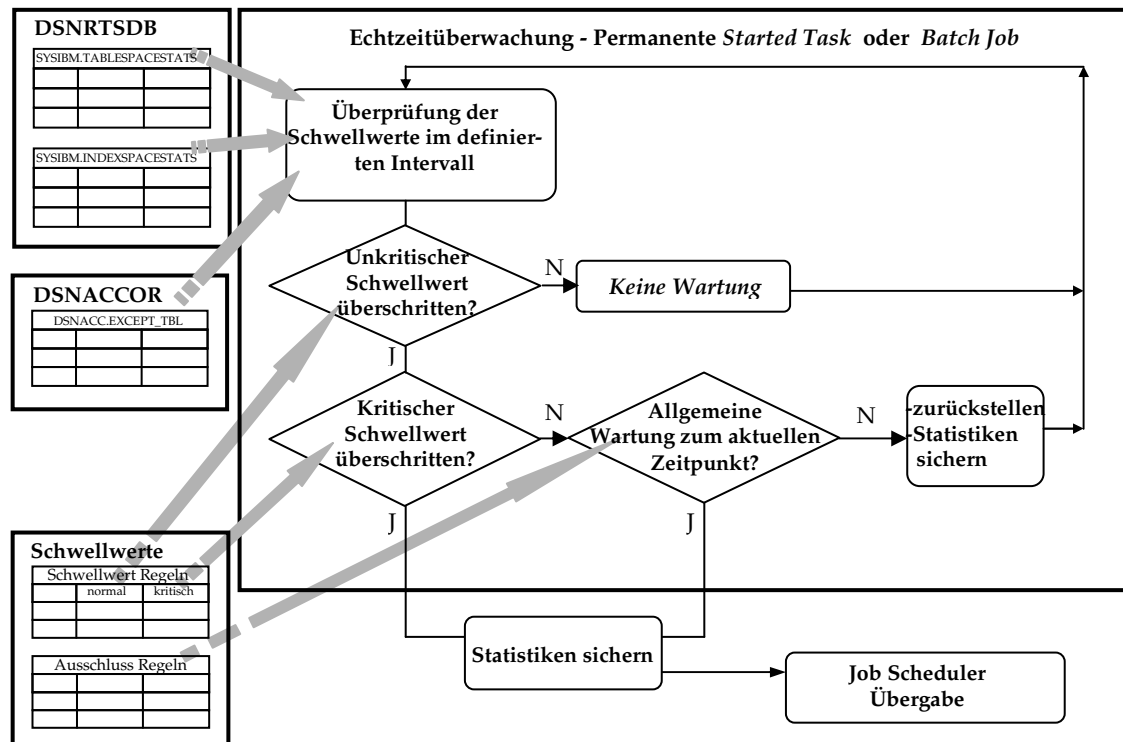 DSNRTSDB
SYSIBM.TABLESPACESTATS
SYSIBM.INDEXSPACESTATS
DSNACCOR
DSNACC.EXCEPT_TBL
Schwellwerte
Schwellwert Regeln
normal
kritisch
Ausschluss Regeln
Echtzeitüberwachung - Permanente Started Task oder Batch Job
Überprüfung der
Schwellwerte im definier-
ten Intervall
Unkritischer
Schwellwert
überschritten?
N
Keine Wartung
J
Kritischer
Schwellwert
überschritten?
N
Allgemeine
Wartung zum aktuellen
Zeitpunkt?
N
-zurückstellen
-Statistiken
sichern
J
J
Statistiken sichern
Job Scheduler
Übergabe